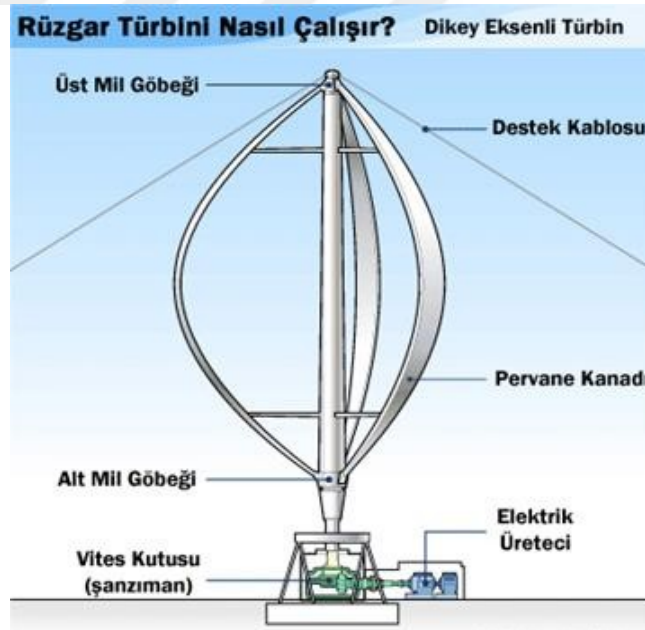 Rüzgar Türbini Nasıl Çalışır? Dikey Eksenli Türbin
Üst Mil Göbeği
Destek Kablosu
Pervane Kanadı
Alt Mil Göbeği
Elektrik
Üreteci
Vites Kutusu
(şanzıman)